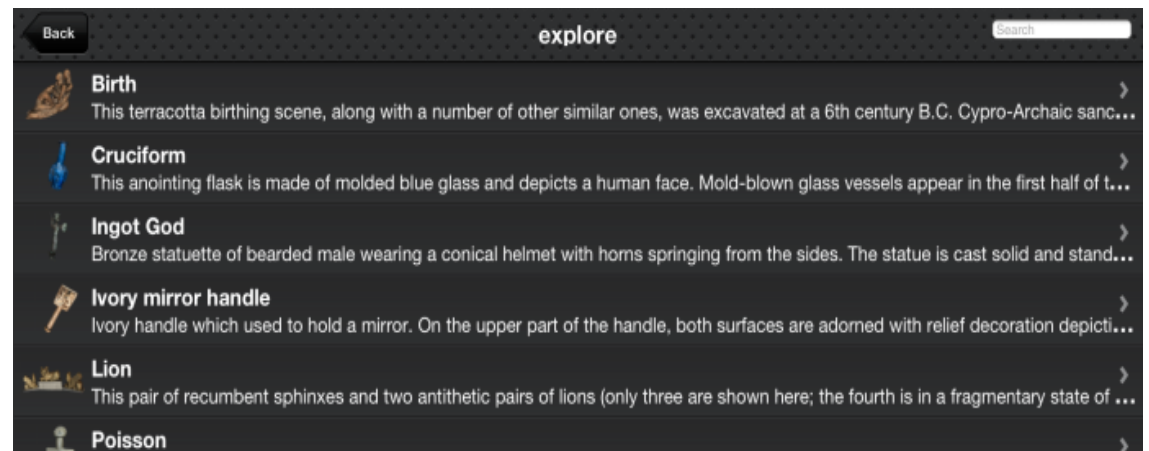 Back
explore
Search
Birth
This terracotta birthing scene, along with a number of other similar ones, was excavated at a 6th century B.C. Cypro-Archaic sanc...
Cruciform
This anointing flask is made of molded blue glass and depicts a human face. Mold-blown glass vessels appear in the first half of t...
Ingot God
Bronze statuette of bearded male wearing a conical helmet with horns springing from the sides. The statue is cast solid and stand...
Ivory mirror handle
Ivory handle which used to hold a mirror. On the upper part of the handle, both surfaces are adorned with relief decoration depicti...
Lion
This pair of recumbent sphinxes and two antithetic pairs of lions (only three are shown here; the fourth is in a fragmentary state of ...
Poisson